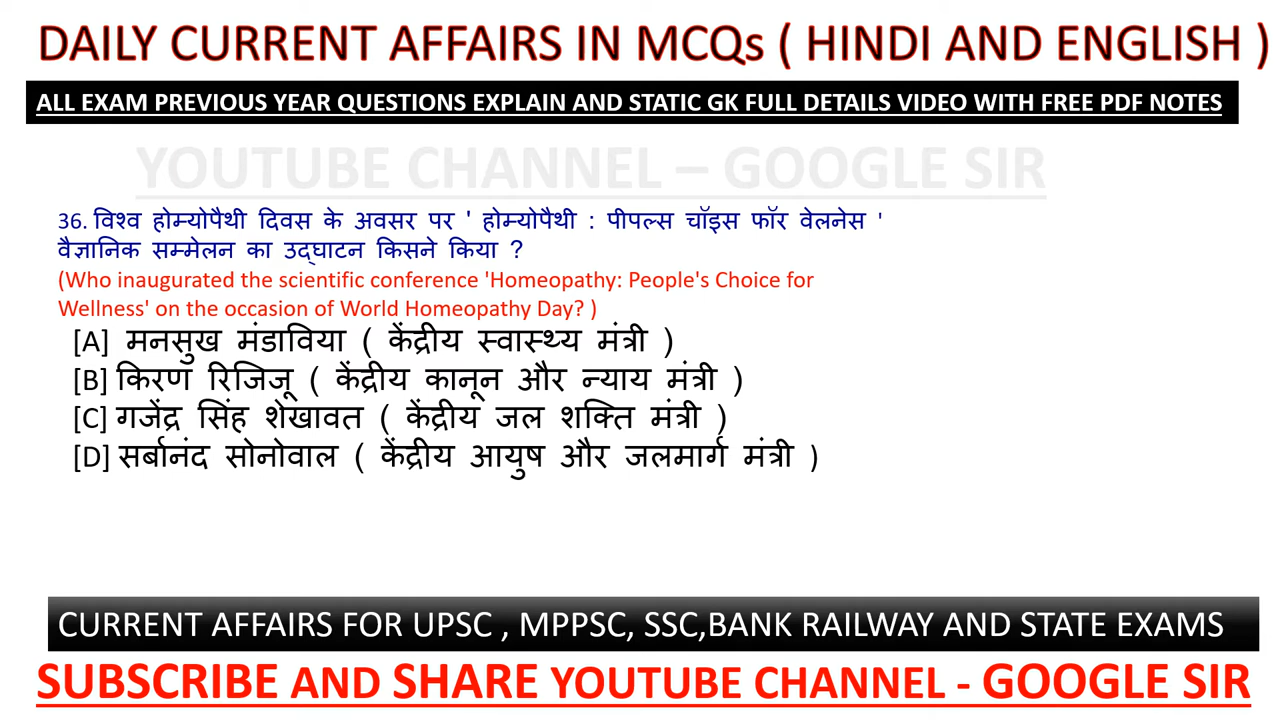 DAILY CURRENT AFFAIRS IN MCQs ( HINDI AND ENGLISH )
ALL EXAM PREVIOUS YEAR QUESTIONS EXPLAIN AND STATIC GK FULL DETAILS VIDEO WITH FREE PDF NOTES
YOUTUBE CHANNEL – GOOGLE SIR
36. विश्व होम्योपैथी दिवस के अवसर पर ' होम्योपैथी : पीपल्स चॉइस फॉर वेलनेस '
वैज्ञानिक सम्मेलन का उद्घाटन किसने किया ?
(Who inaugurated the scientific conference 'Homeopathy: People's Choice for
Wellness' on the occasion of World Homeopathy Day? )
[A] मनसुख मंडाविया ( केंद्रीय स्वास्थ्य मंत्री )
[B] किरण रिजिजू ( केंद्रीय कानून और न्याय मंत्री )
[C] गजेंद्र सिंह शेखावत ( केंद्रीय जल शक्ति मंत्री )
[D] सर्बानंद सोनोवाल ( केंद्रीय आयुष और जलमार्ग मंत्री )
CURRENT AFFAIRS FOR UPSC , MPPSC, SSC,BANK RAILWAY AND STATE EXAMS
SUBSCRIBE AND SHARE YOUTUBE CHANNEL - GOOGLE SIR